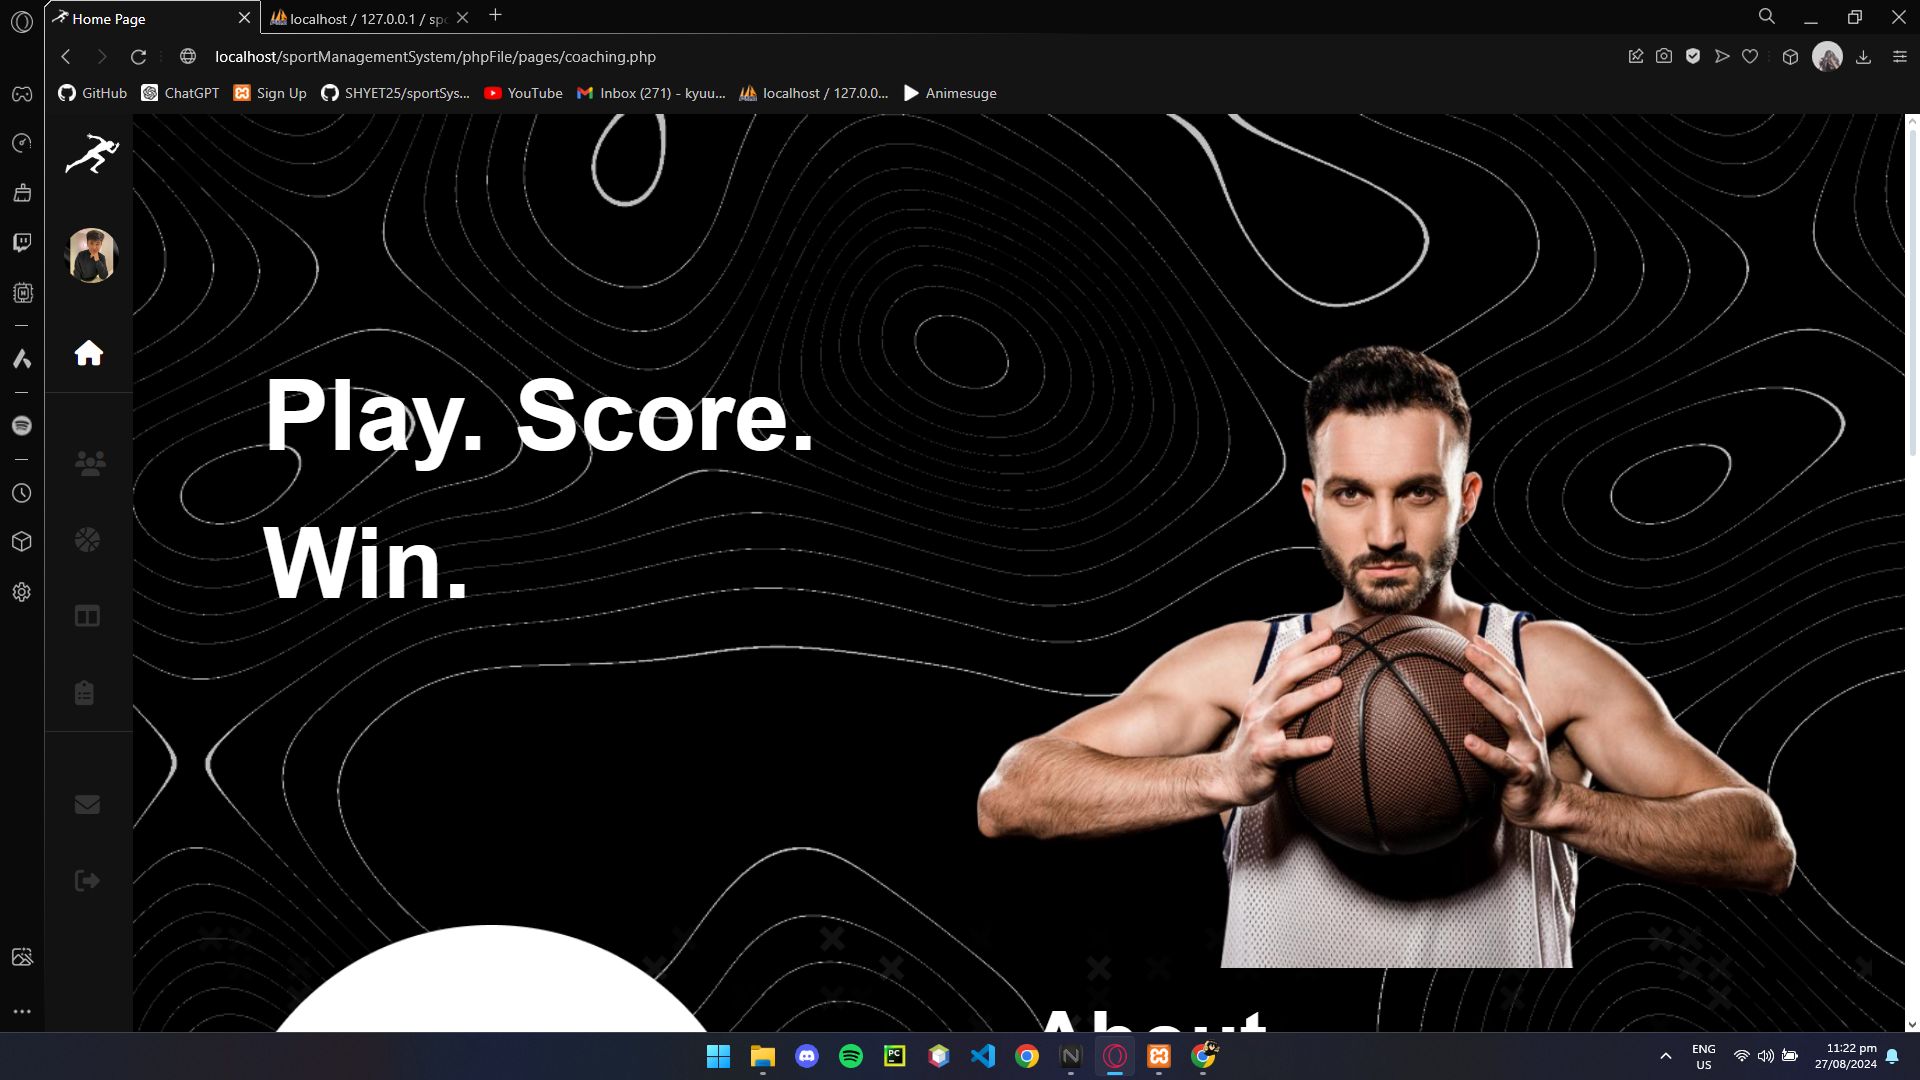 Home Page
localhost / 127.0.0.1 / spo
localhost/sportManagementSystem/phpFile/pages/coaching.php
GitHub
ChatGPT
Sign Up
SHYET25/sportSys...
YouTube
Inbox (271) - kyuu...
localhost / 127.0.0...
Animesuge
Play. Score.
Win.
About
ENG
US
11:22 pm
27/08/2024